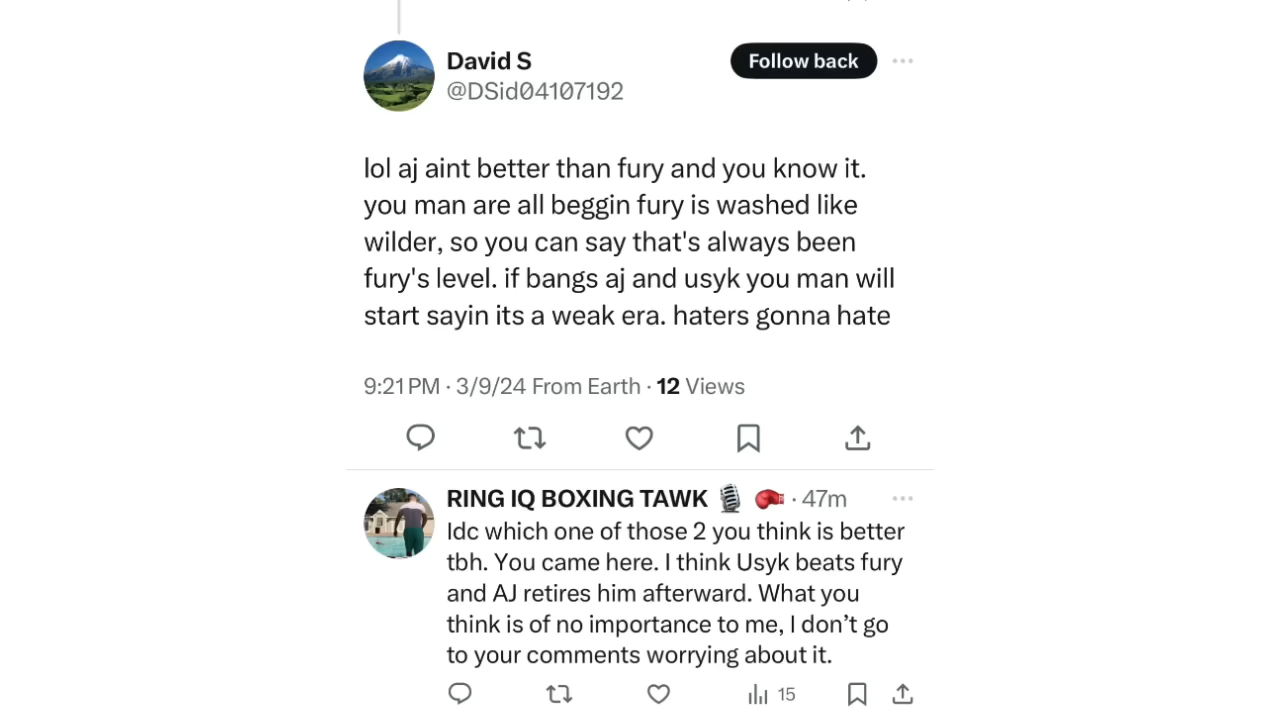 David S
Follow back
@DSid04107192
lol aj aint better than fury and you know it.
you man are all beggin fury is washed like
wilder, so you can say that's always been
fury's level. if bangs aj and usyk you man will
start sayin its a weak era. haters gonna hate
9:21 PM · 3/9/24 From Earth · 12 Views
RING IQ BOXING TAWK 🎙️ 🥊 · 47m
Idc which one of those 2 you think is better
tbh. You came here. I think Usyk beats fury
and AJ retires him afterward. What you
think is of no importance to me, I don’t go
to your comments worrying about it.
15